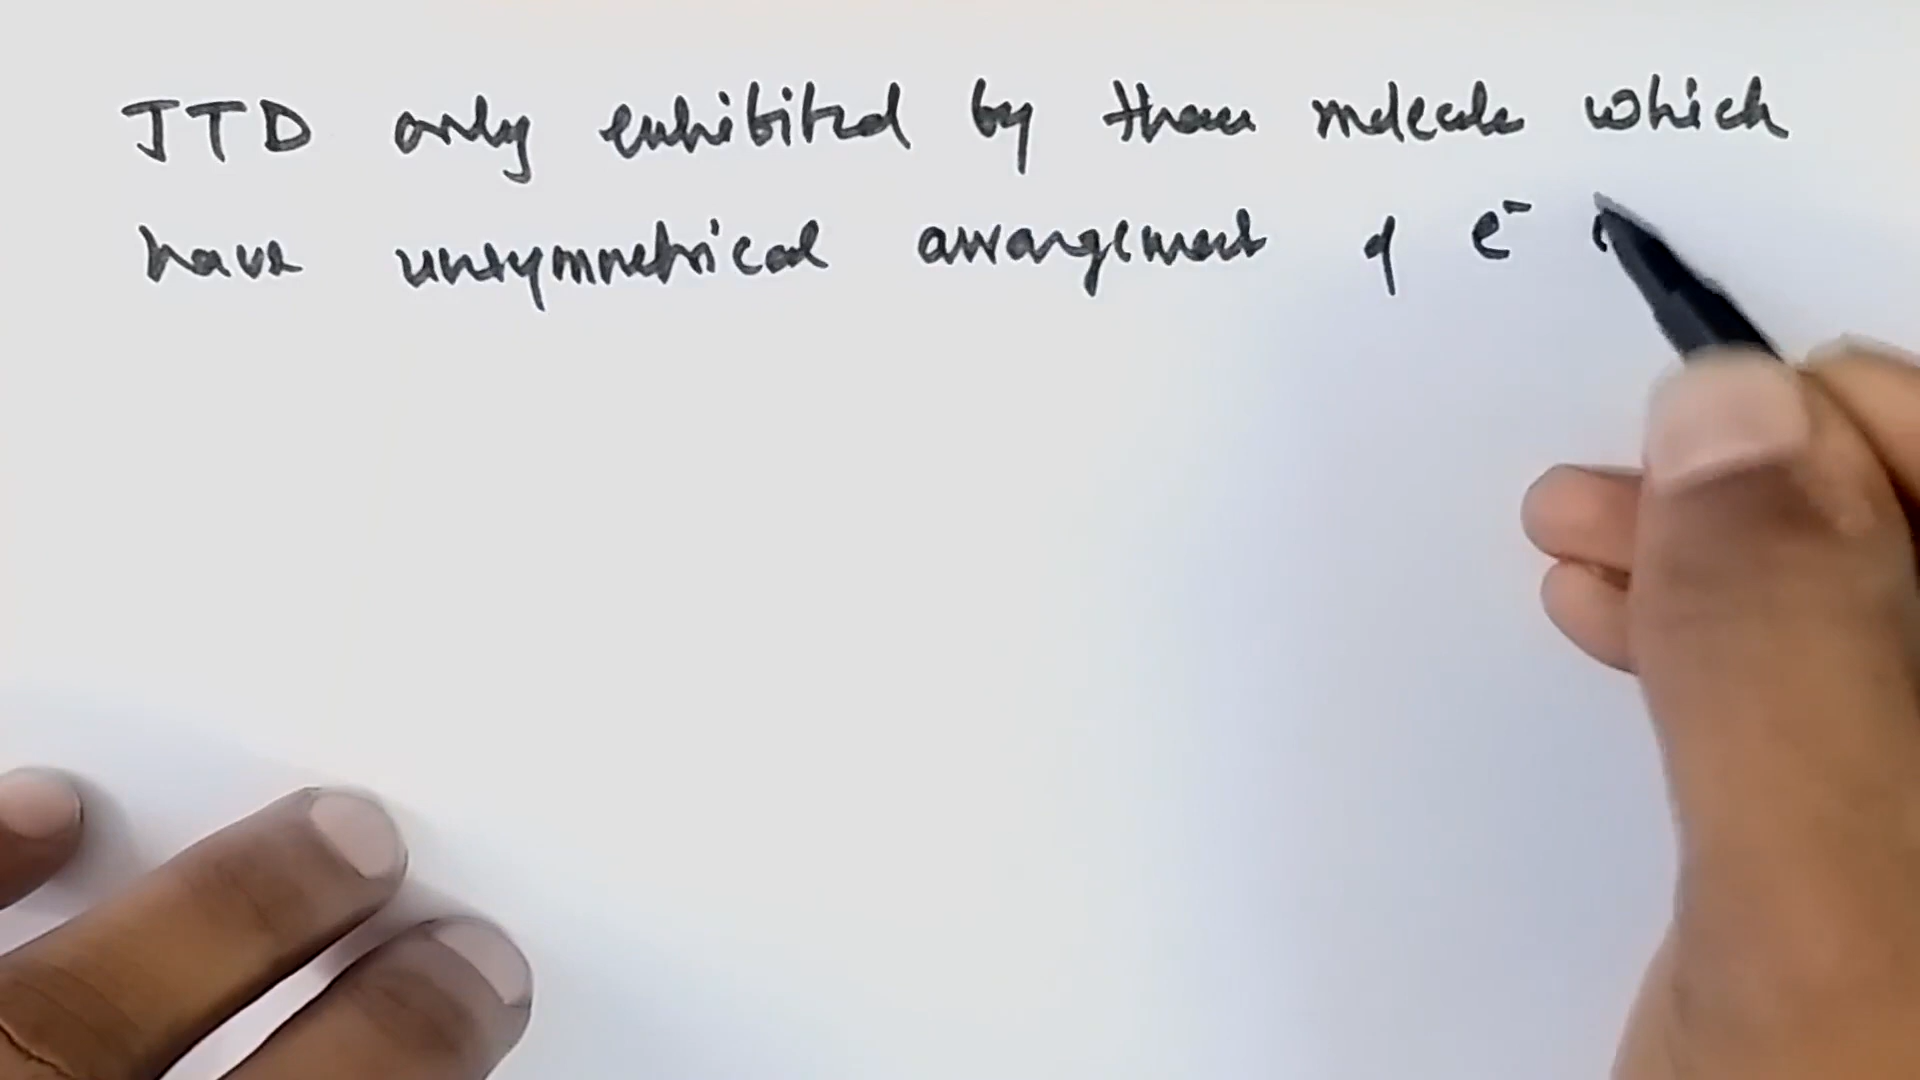 JTD only exhibited by those molecule which
have unsymmetrical arrangement of e⁻